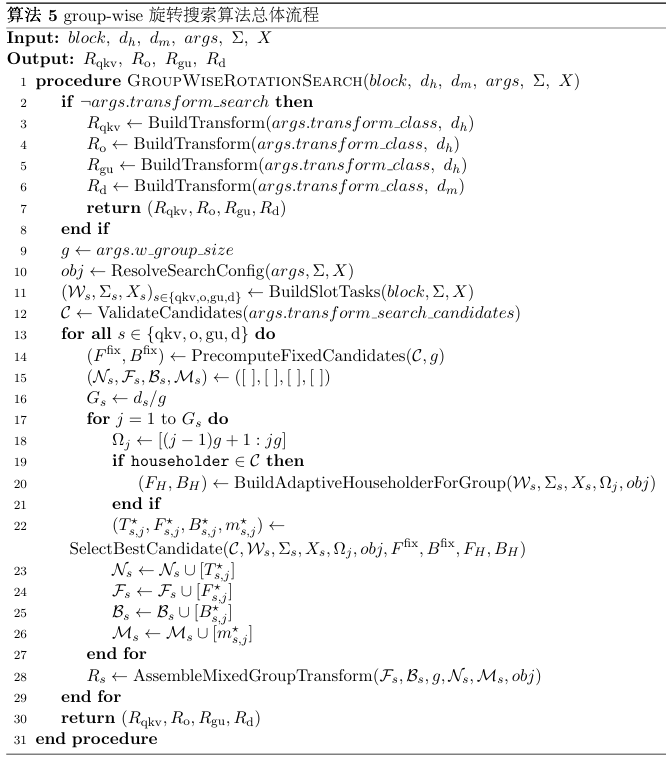 算法 5 group-wise 旋转搜索算法总体流程
Input: block, d_h, d_m, args, Σ, X
Output: R_qkv, R_o, R_gu, R_d
1 procedure GroupWiseRotationSearch(block, d_h, d_m, args, Σ, X)
2 if ¬args.transform_search then
3 R_qkv ← BuildTransform(args.transform_class, d_h)
4 R_o ← BuildTransform(args.transform_class, d_h)
5 R_gu ← BuildTransform(args.transform_class, d_h)
6 R_d ← BuildTransform(args.transform_class, d_m)
7 return (R_qkv, R_o, R_gu, R_d)
8 end if
9 g ← args.w_group_size
10 obj ← ResolveSearchConfig(args, Σ, X)
11 (𝒲_s, Σ_s, X_s)_{s∈{qkv,o,gu,d}} ← BuildSlotTasks(block, Σ, X)
12 𝒞 ← ValidateCandidates(args.transform_search_candidates)
13 for all s ∈ {qkv, o, gu, d} do
14 (F^fix, B^fix) ← PrecomputeFixedCandidates(𝒞, g)
15 (𝒩_s, ℱ_s, ℬ_s, ℳ_s) ← ([ ], [ ], [ ], [ ])
16 G_s ← d_s/g
17 for j = 1 to G_s do
18 Ω_j ← [(j − 1)g + 1 : jg]
19 if householder ∈ 𝒞 then
20 (F_H, B_H) ← BuildAdaptiveHouseholderForGroup(𝒲_s, Σ_s, X_s, Ω_j, obj)
21 end if
22 (T^⋆_{s,j}, F^⋆_{s,j}, B^⋆_{s,j}, m^⋆_{s,j}) ←
SelectBestCandidate(𝒞, 𝒲_s, Σ_s, X_s, Ω_j, obj, F^fix, B^fix, F_H, B_H)
23 𝒩_s ← 𝒩_s ∪ [T^⋆_{s,j}]
24 ℱ_s ← ℱ_s ∪ [F^⋆_{s,j}]
25 ℬ_s ← ℬ_s ∪ [B^⋆_{s,j}]
26 ℳ_s ← ℳ_s ∪ [m^⋆_{s,j}]
27 end for
28 R_s ← AssembleMixedGroupTransform(ℱ_s, ℬ_s, g, 𝒩_s, ℳ_s, obj)
29 end for
30 return (R_qkv, R_o, R_gu, R_d)
31 end procedure